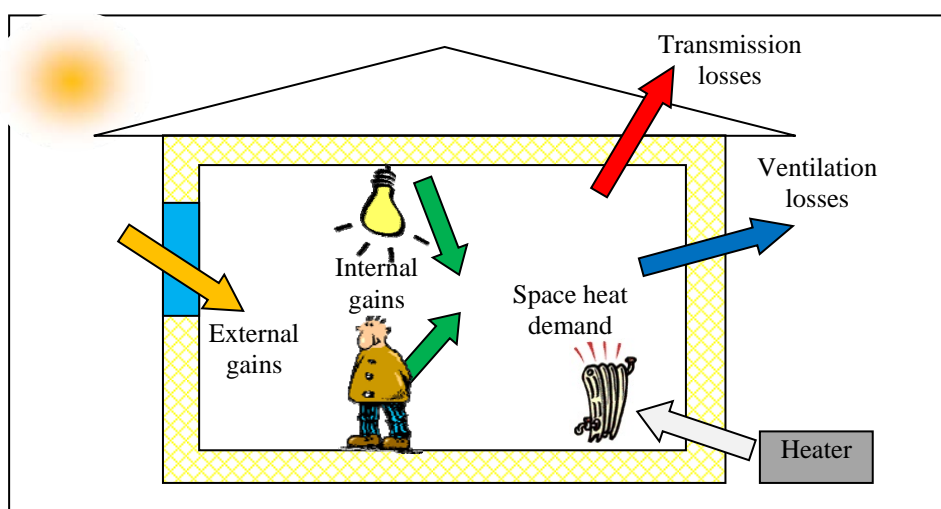 Transmission
losses
Ventilation
losses
Internal
gains
Space heat
demand
External
gains
Heater